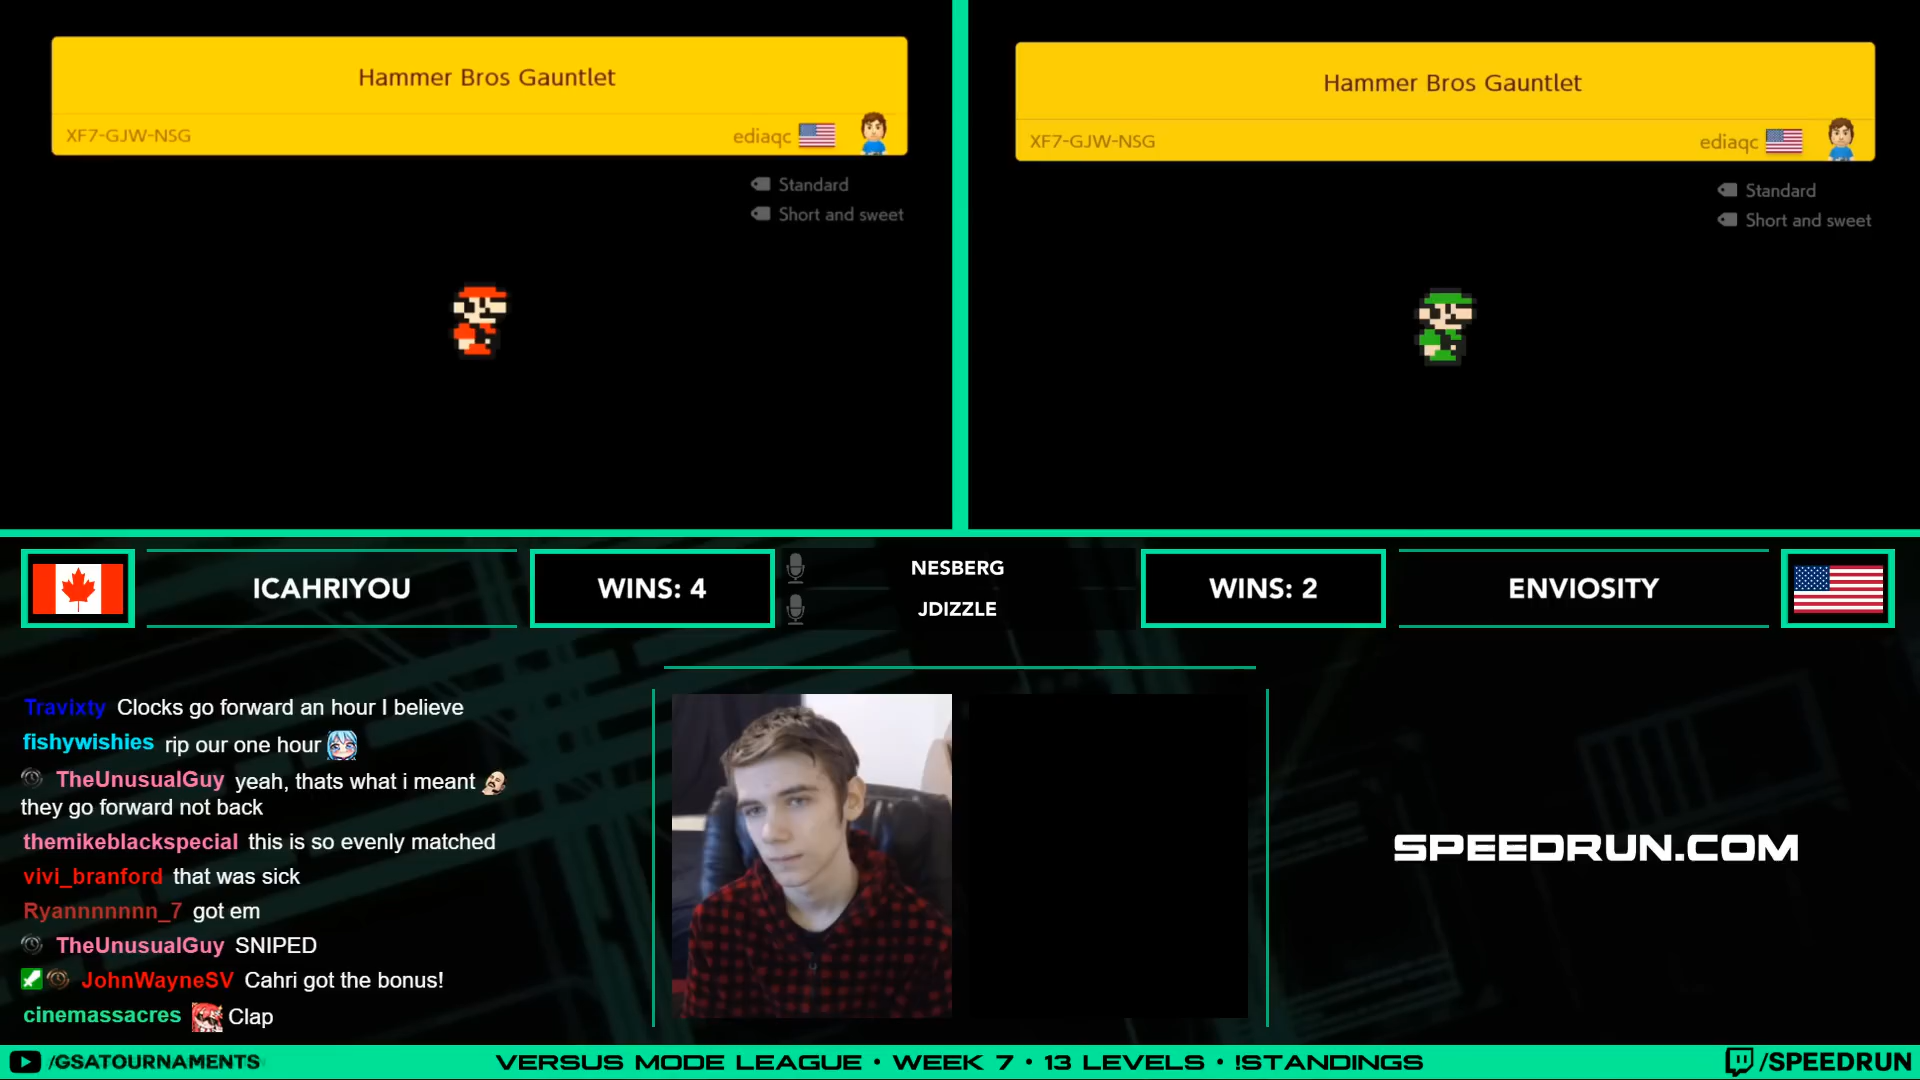 Hammer Bros Gauntlet
XF7-GJW-NSG
ediaqc
Standard
Short and sweet
Hammer Bros Gauntlet
XF7-GJW-NSG
ediaqc
Standard
Short and sweet
ICAHRIYOU
WINS: 4
NESBERG
JDIZZLE
WINS: 2
ENVIOSITY
Travixty Clocks go forward an hour I believe
fishywishies rip our one hour
TheUnusualGuy yeah, thats what i meant
they go forward not back
themikeblackspecial this is so evenly matched
vivi_branford that was sick
Ryannnnnnn_7 got em
TheUnusualGuy SNIPED
JohnWayneSV Cahri got the bonus!
cinemassacres Clap
SPEEDRUN.COM
/GSATOURNAMENTS
VERSUS MODE LEAGUE • WEEK 7 • 13 LEVELS • !STANDINGS
/SPEEDRUN